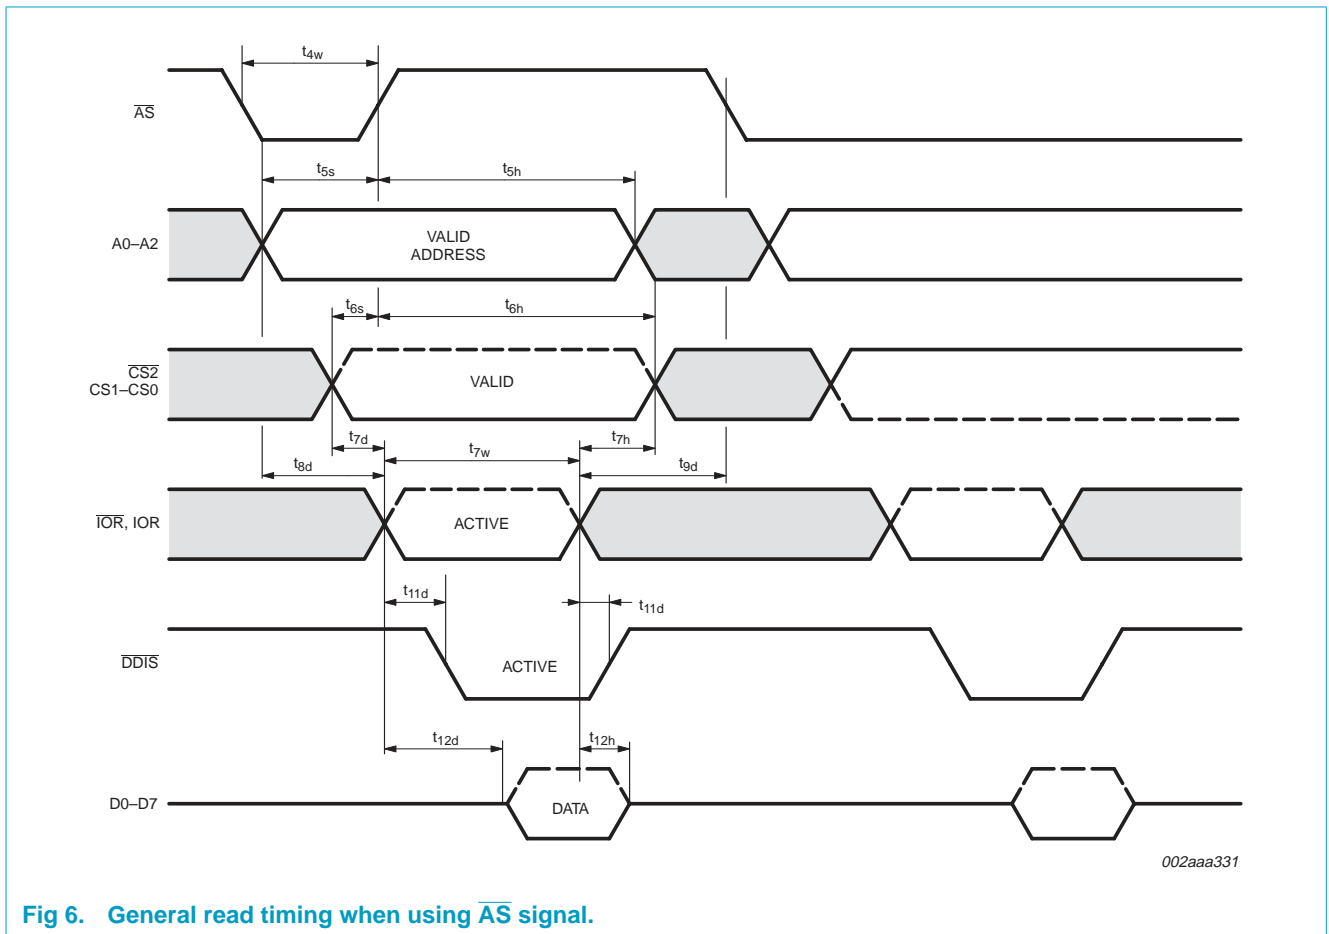 t4w
AS
t5s
t5h
A0–A2
VALID
ADDRESS
t6s
t6h
CS2
CS1–CS0
VALID
t7d
t7w
t7h
t8d
t9d
IOR, IOR
ACTIVE
t11d
t11d
DDIS
ACTIVE
t12d
t12h
D0–D7
DATA
002aaa331
Fig 6. General read timing when using AS signal.